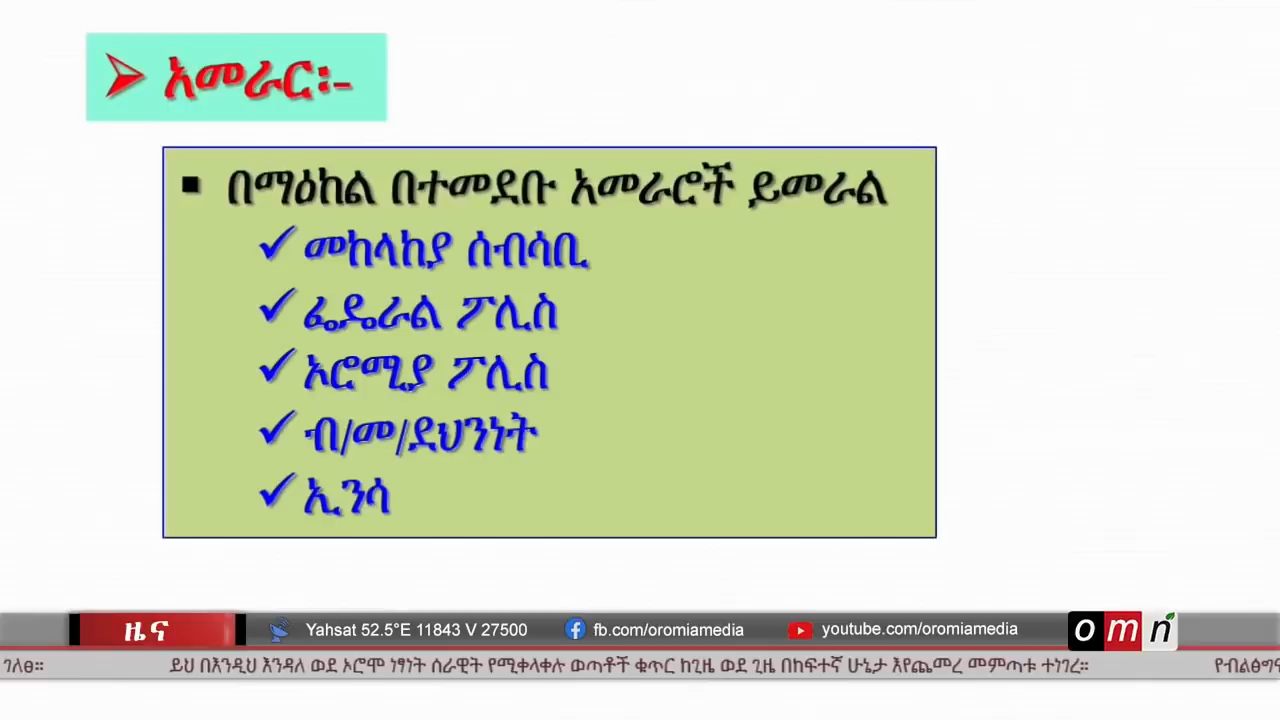 አመራር፡-
በማዕከል በተመደቡ አመራሮች ይመራል
መከላከያ ሰብሳቢ
ፌዴራል ፖሊስ
ኦሮሚያ ፖሊስ
ብ/መ/ደህንነት
ኢንሳ
ዜና
Yahsat 52.5°E 11843 V 27500
fb.com/oromiamedia
youtube.com/oromiamedia
omn
ገለፀ። ይህ በእንዲህ እንዳለ ወደ ኦሮሞ ነፃነት ሰራዊት የሚቀላቀሉ ወጣቶች ቁጥር ከጊዜ ወደ ጊዜ በከፍተኛ ሁኔታ እየጨመረ መምጣቱ ተነገረ። የብልፅግና